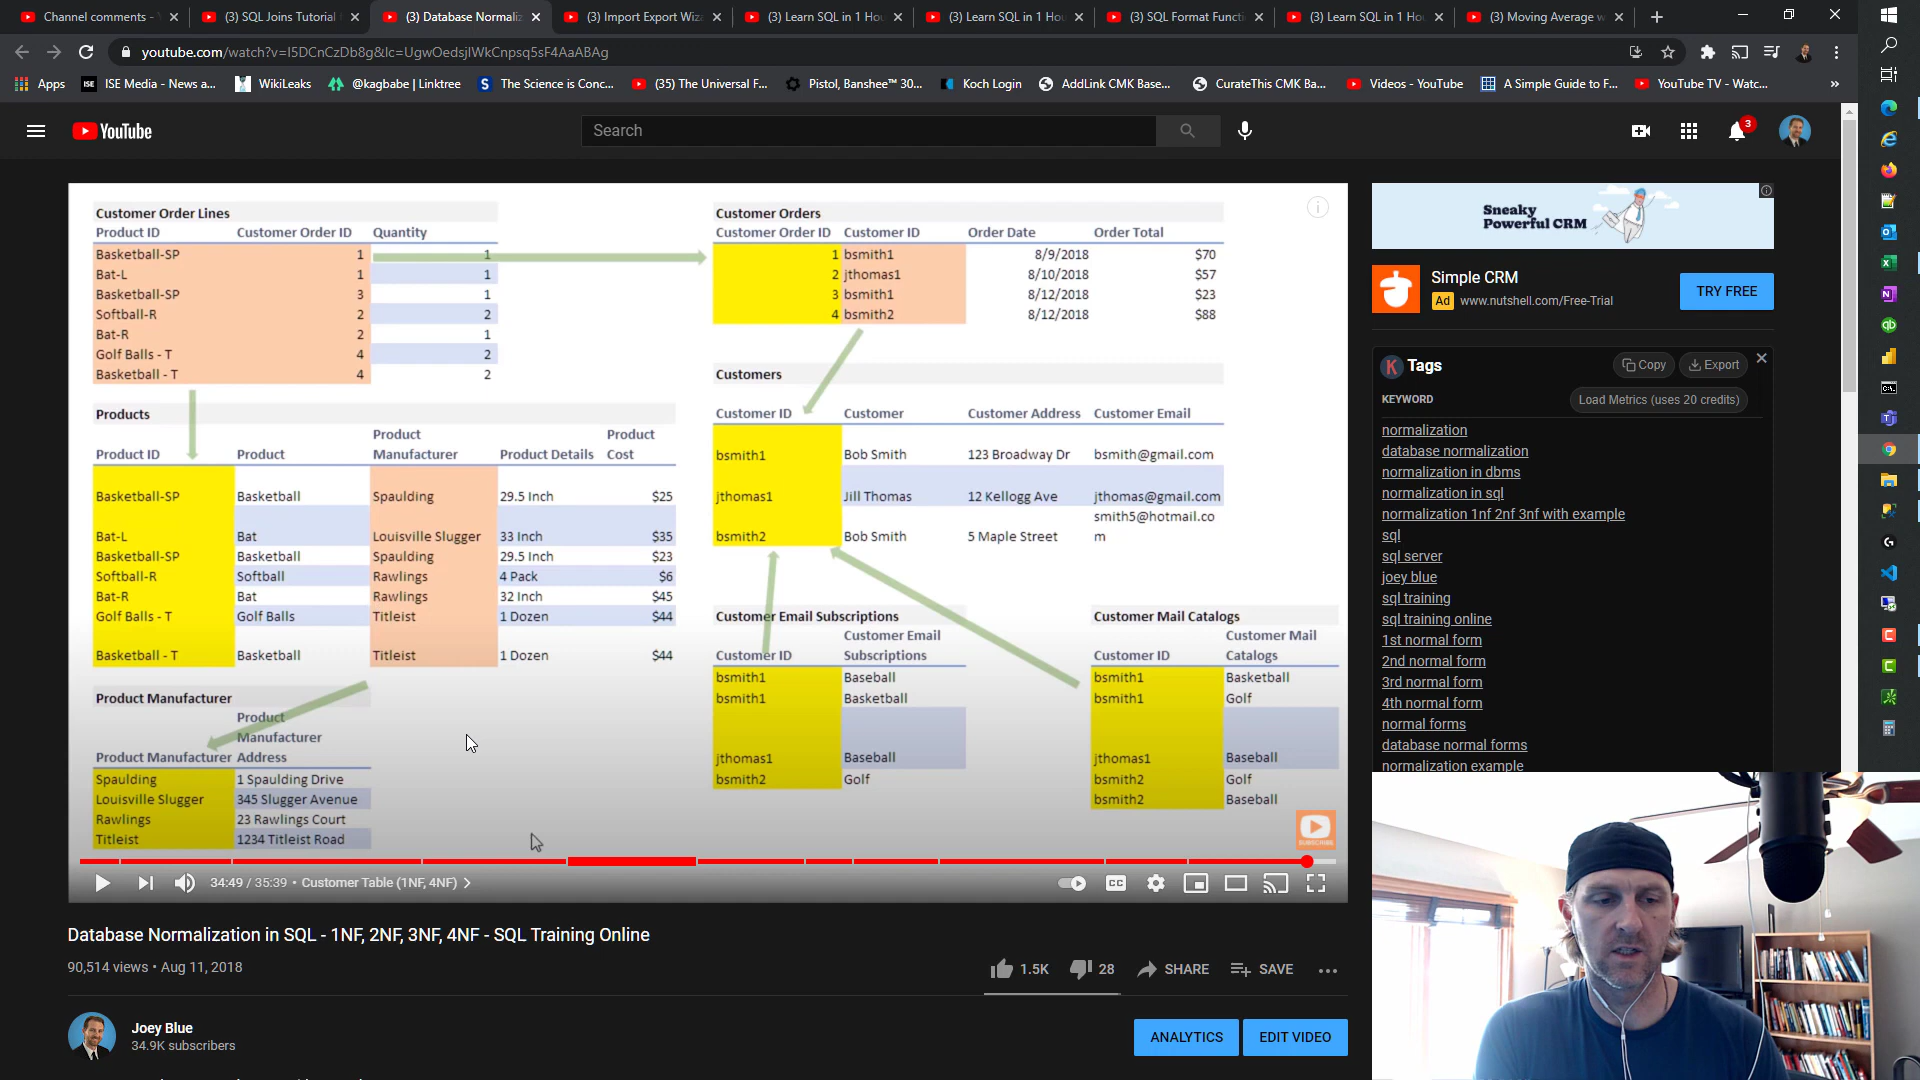 Channel comments - Y
(3) SQL Joins Tutorial f
(3) Database Normaliz
(3) Import Export Wiz
(3) Learn SQL in 1 Hou
(3) Learn SQL in 1 Hou
(3) SQL Format Functi
(3) Learn SQL in 1 Hou
(3) Moving Average w
youtube.com/watch?v=I5DCnCzDb8g&lc=UgwOedsjlWkCnpsq5sF4AaABAg
Apps
ISE Media - News a...
WikiLeaks
@kagbabe | Linktree
The Science is Conc...
(35) The Universal F...
Pistol, Banshee™ 30...
Koch Login
AddLink CMK Base...
CurateThis CMK Ba...
Videos - YouTube
A Simple Guide to F...
YouTube TV - Watc...
YouTube
Search
3
Customer Order Lines
Product ID Customer Order ID Quantity
Basketball-SP 1 1
Bat-L 1 1
Basketball-SP 3 1
Softball-R 2 2
Bat-R 2 1
Golf Balls - T 4 2
Basketball - T 4 2
Customer Orders
Customer Order ID Customer ID Order Date Order Total
1 bsmith1 8/9/2018 $70
2 jthomas1 8/10/2018 $57
3 bsmith1 8/12/2018 $23
4 bsmith2 8/12/2018 $88
Customers
Customer ID Customer Customer Address Customer Email
bsmith1 Bob Smith 123 Broadway Dr bsmith@gmail.com
jthomas1 Jill Thomas 12 Kellogg Ave jthomas@gmail.com
smith5@hotmail.co
bsmith2 Bob Smith 5 Maple Street m
Products
Product Product
Product ID Product Manufacturer Product Details Cost
Basketball-SP Basketball Spaulding 29.5 Inch $25
Bat-L Bat Louisville Slugger 33 Inch $35
Basketball-SP Basketball Spaulding 29.5 Inch $23
Softball-R Softball Rawlings 4 Pack $6
Bat-R Bat Rawlings 32 Inch $45
Golf Balls - T Golf Balls Titleist 1 Dozen $44
Basketball - T Basketball Titleist 1 Dozen $44
Customer Email Subscriptions
Customer Email
Customer ID Subscriptions
bsmith1 Baseball
bsmith1 Basketball
jthomas1 Baseball
bsmith2 Golf
Customer Mail Catalogs
Customer Mail
Customer ID Catalogs
bsmith1 Basketball
bsmith1 Golf
jthomas1 Baseball
bsmith2 Golf
bsmith2 Baseball
Product Manufacturer
Product
Manufacturer
Product Manufacturer Address
Spaulding 1 Spaulding Drive
Louisville Slugger 345 Slugger Avenue
Rawlings 23 Rawlings Court
Titleist 1234 Titleist Road
SUBSCRIBE
34:49 / 35:39 • Customer Table (1NF, 4NF)
CC
Database Normalization in SQL - 1NF, 2NF, 3NF, 4NF - SQL Training Online
90,514 views • Aug 11, 2018
1.5K
28
SHARE
SAVE
Joey Blue
34.9K subscribers
ANALYTICS
EDIT VIDEO
Sneaky
Powerful CRM
Simple CRM
Ad www.nutshell.com/Free-Trial
TRY FREE
K Tags
Copy
Export
KEYWORD
Load Metrics (uses 20 credits)
normalization
database normalization
normalization in dbms
normalization in sql
normalization 1nf 2nf 3nf with example
sql
sql server
joey blue
sql training
sql training online
1st normal form
2nd normal form
3rd normal form
4th normal form
normal forms
database normal forms
normalization example